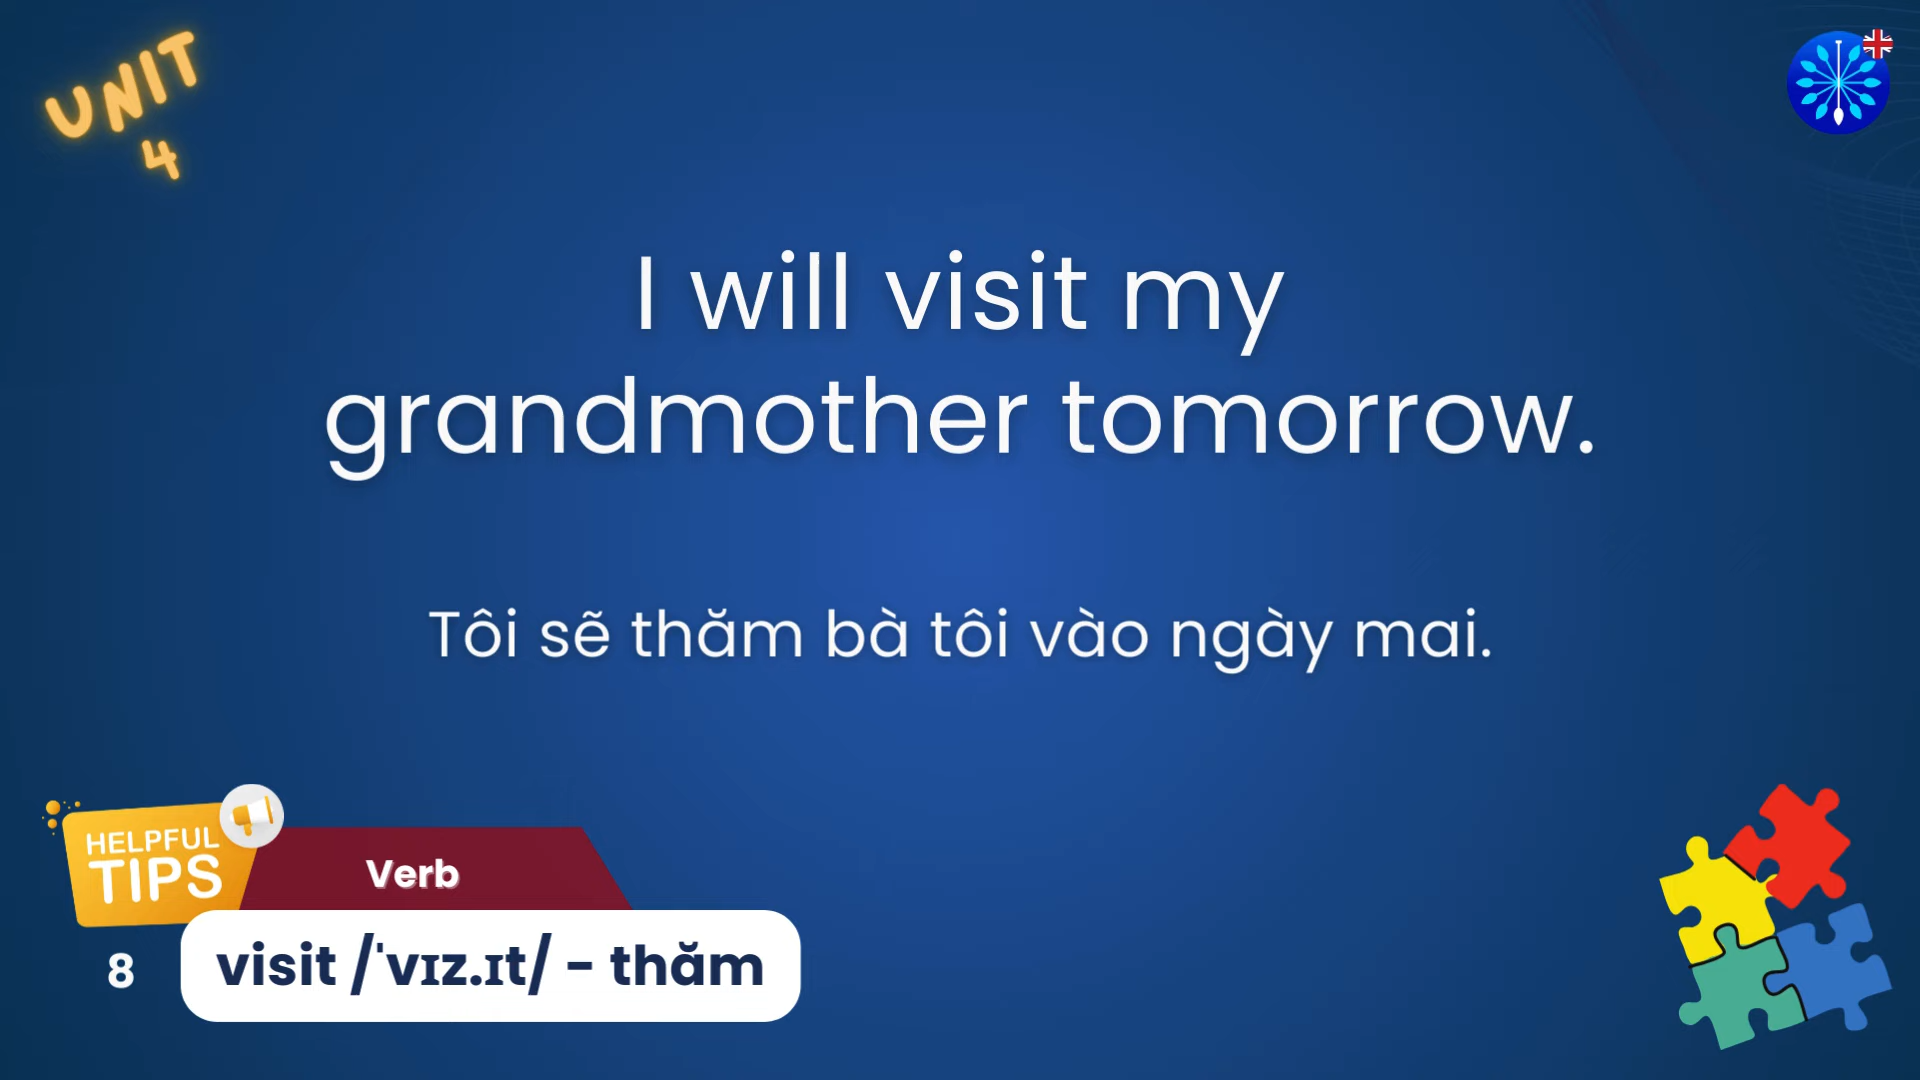 UNIT
4
I will visit my
grandmother tomorrow.
Tôi sẽ thăm bà tôi vào ngày mai.
HELPFUL
TIPS
Verb
8
visit /ˈvɪz.ɪt/ - thăm